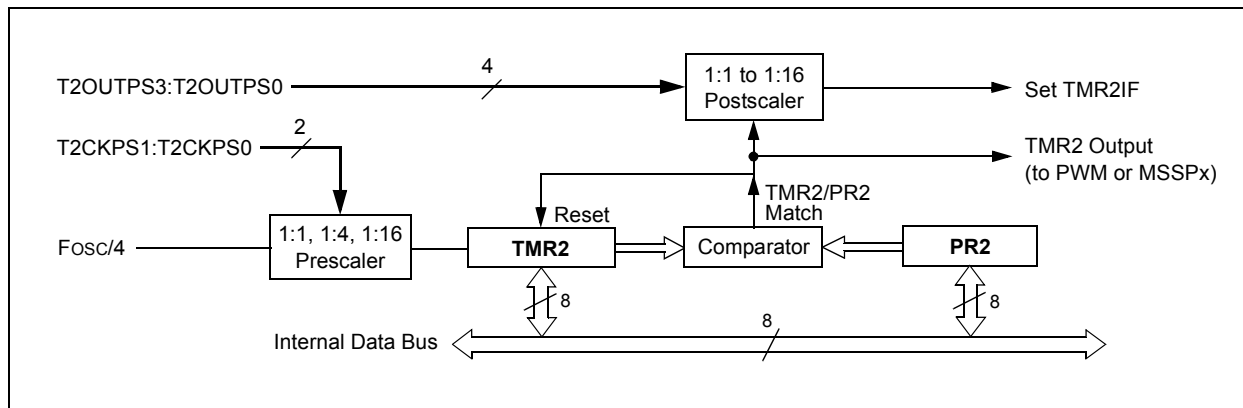 T2OUTPS3:T2OUTPS0
4
1:1 to 1:16
Postscaler
Set TMR2IF
T2CKPS1:T2CKPS0
2
TMR2 Output
(to PWM or MSSPx)
Reset
TMR2/PR2
Match
FOSC/4
1:1, 1:4, 1:16
Prescaler
TMR2
Comparator
PR2
8
8
Internal Data Bus
8